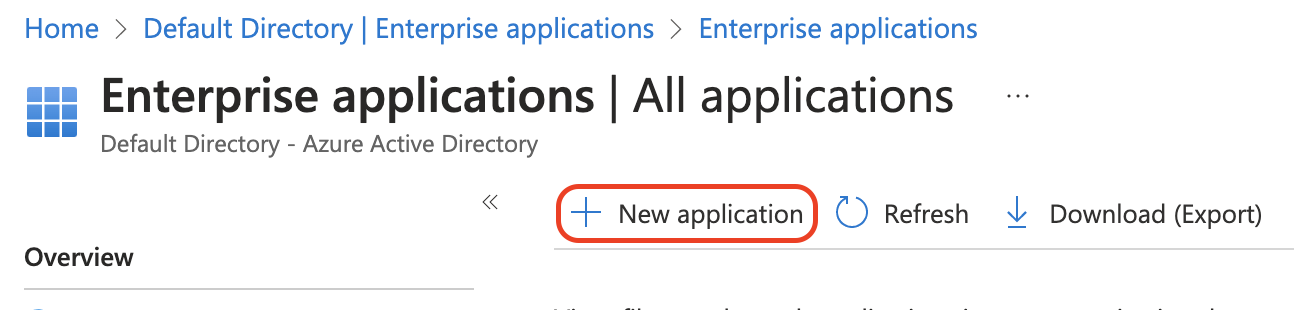 Home > Default Directory | Enterprise applications > Enterprise applications
Enterprise applications | All applications ...
Default Directory - Azure Active Directory
« + New application Refresh Download (Export)
Overview